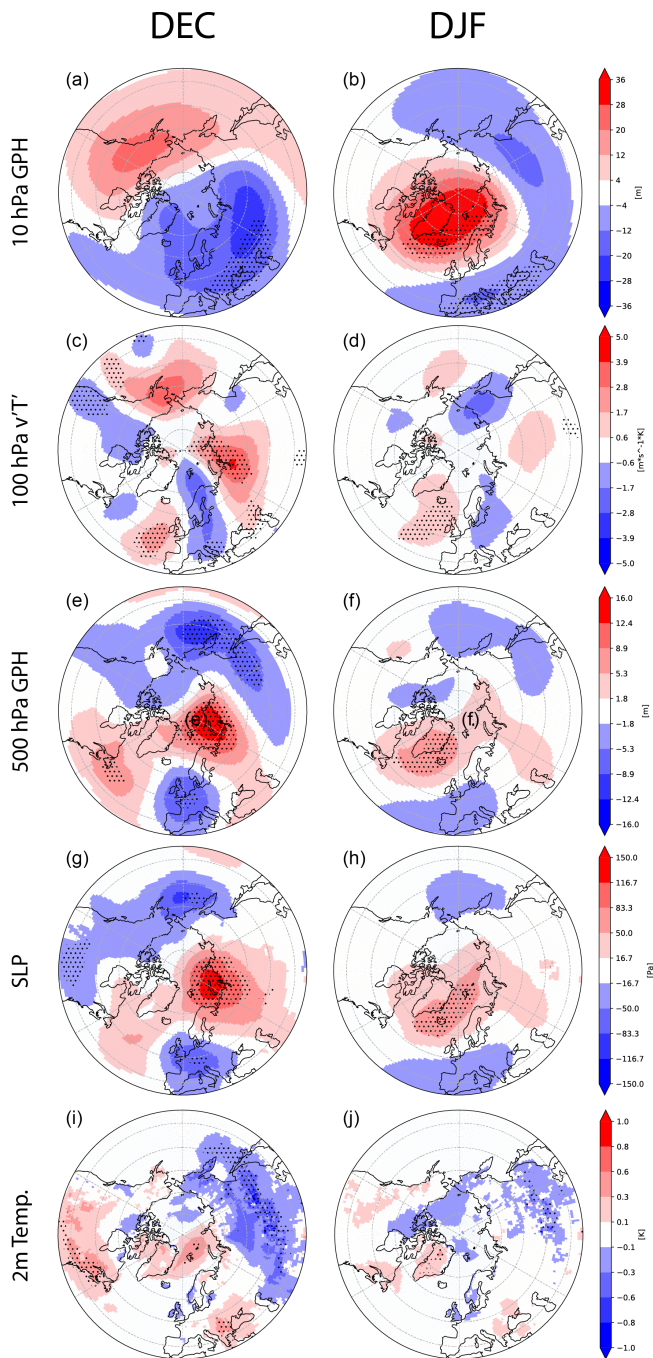 DEC DJF
(a) (b)
10 hPa GPH
36
28
20
12
4
−4
−12
−20
−28
−36
[m]
(c) (d)
100 hPa v'T'
5.0
3.9
2.8
1.7
0.6
−0.6
−1.7
−2.8
−3.9
−5.0
[m*s^-1*K]
(e) (f)
500 hPa GPH
(e) (f)
16.0
12.4
8.9
5.3
1.8
−1.8
−5.3
−8.9
−12.4
−16.0
[m]
(g) (h)
SLP
150.0
116.7
83.3
50.0
16.7
−16.7
−50.0
−83.3
−116.7
−150.0
[Pa]
(i) (j)
2m Temp.
1.0
0.8
0.6
0.3
0.1
−0.1
−0.3
−0.6
−0.8
−1.0
[K]